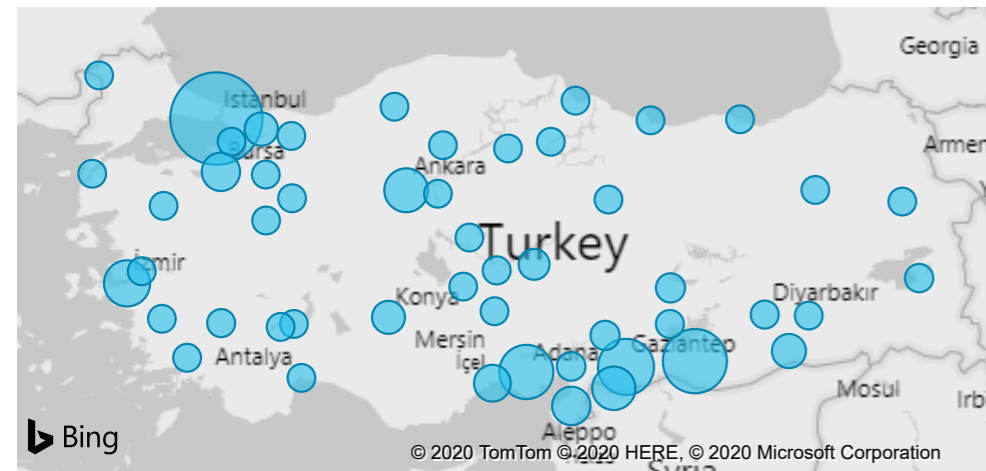 Georgia
Istanbul
Armen
Bursa
Ankara
Turkey
İzmir
Diyarbakır
Konya
Mersin
İçel
Adana
Gaziantep
Antalya
Mosul
Irb
Aleppo
Bing
© 2020 TomTom © 2020 HERE, © 2020 Microsoft Corporation
Syria